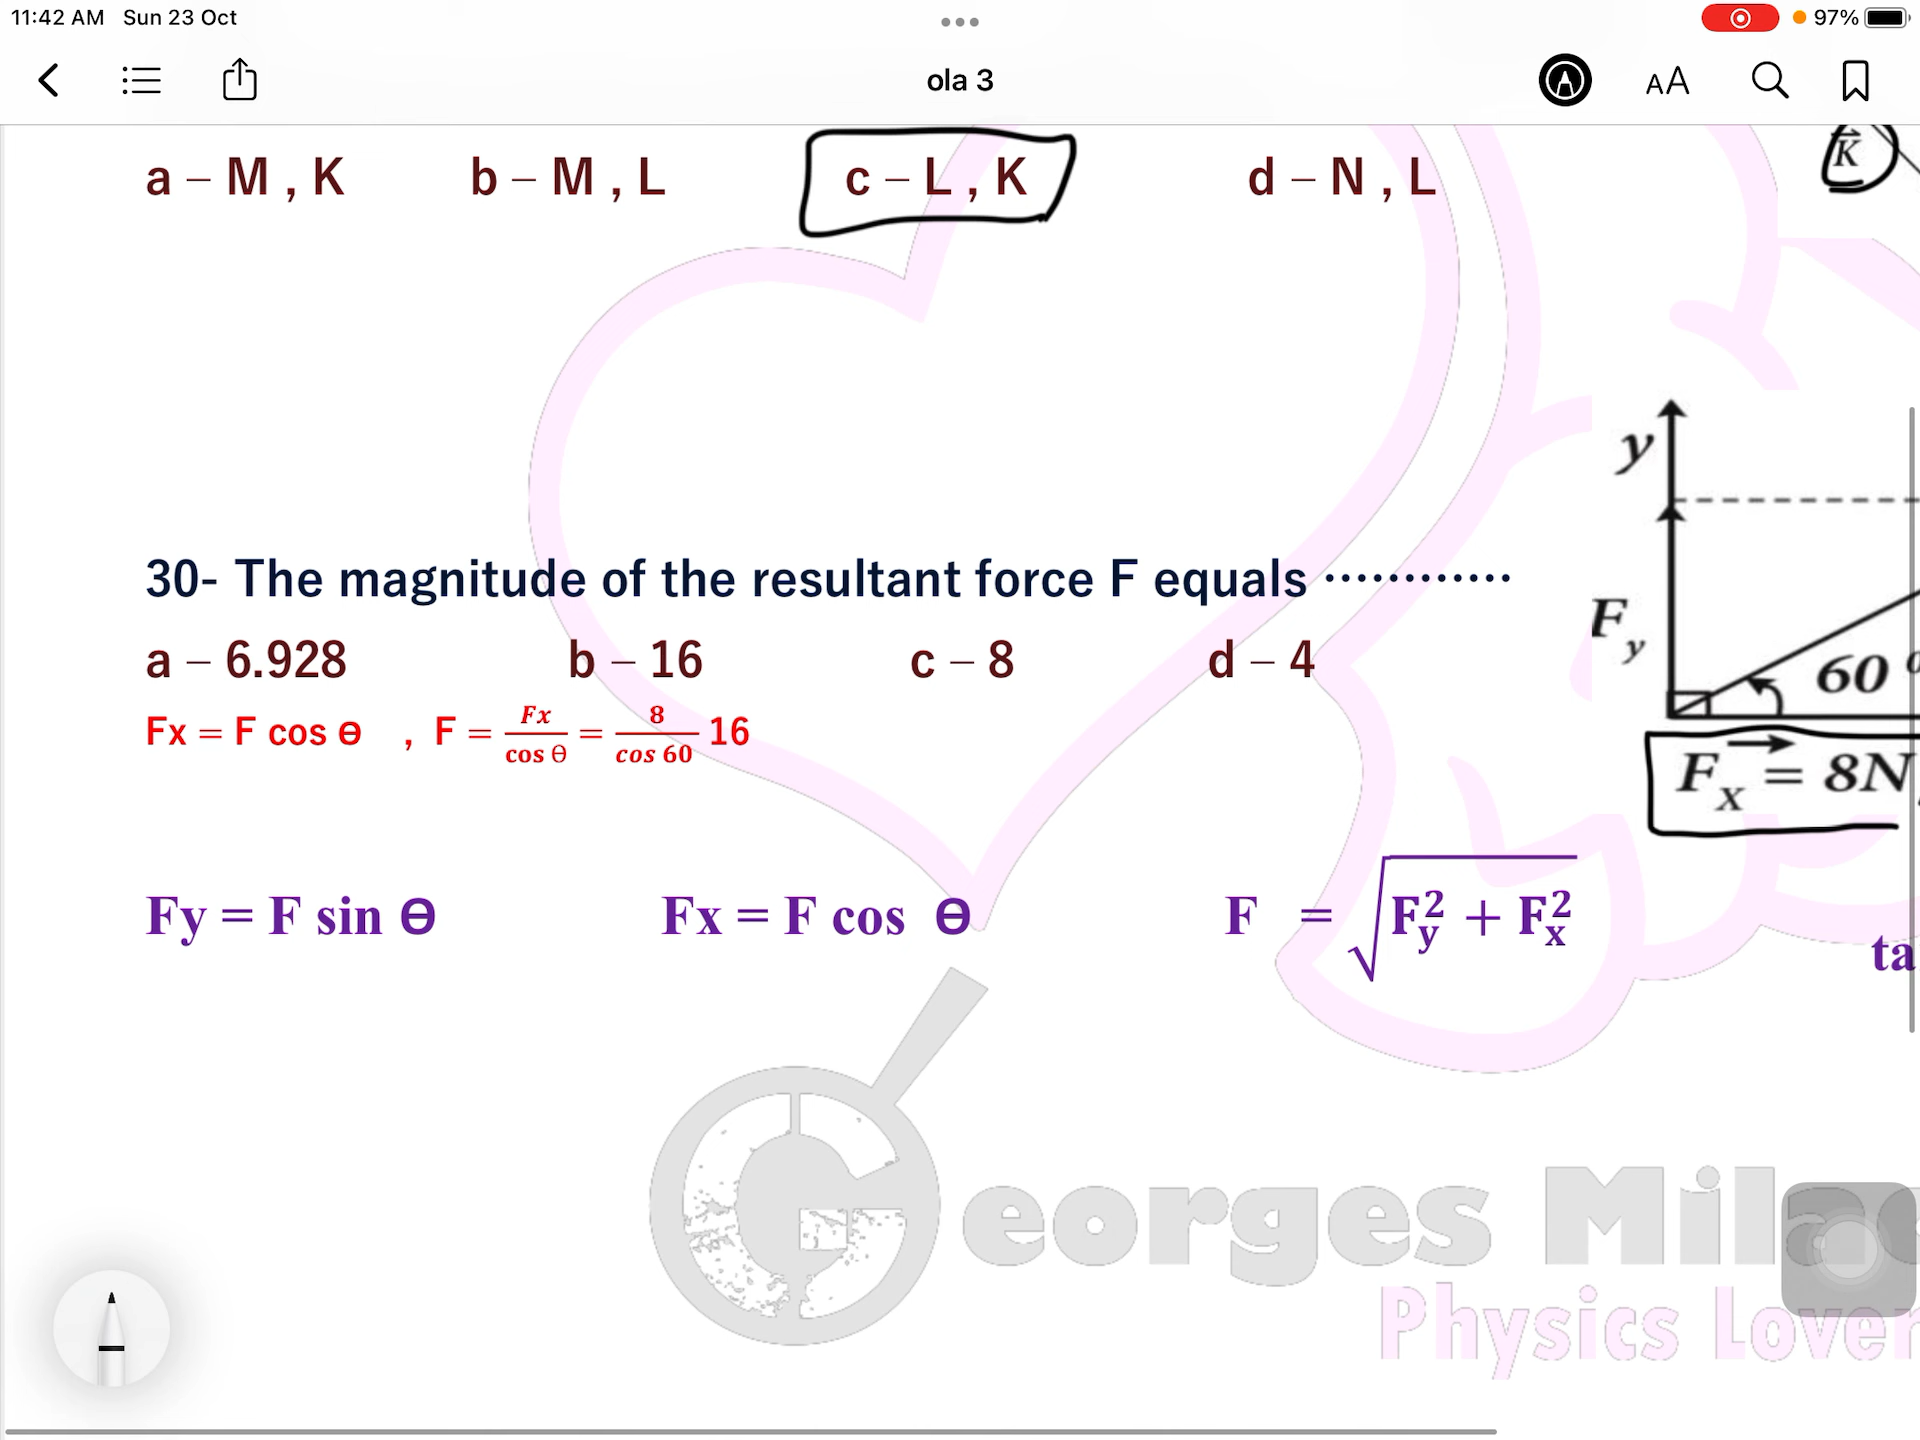 11:42 AM Sun 23 Oct
97%
ola 3
AA
a – M , K b – M , L c – L , K d – N , L
K
30- The magnitude of the resultant force F equals ............
a – 6.928 b – 16 c – 8 d – 4
Fx = F cos ɵ , F = Fx/cos Ɵ = 8/cos 60 16
y
Fy
60°
Fx = 8N
Fy = F sin Ɵ Fx = F cos Ɵ F = √Fy² + Fx²
ta
Georges Mila
Physics Lover